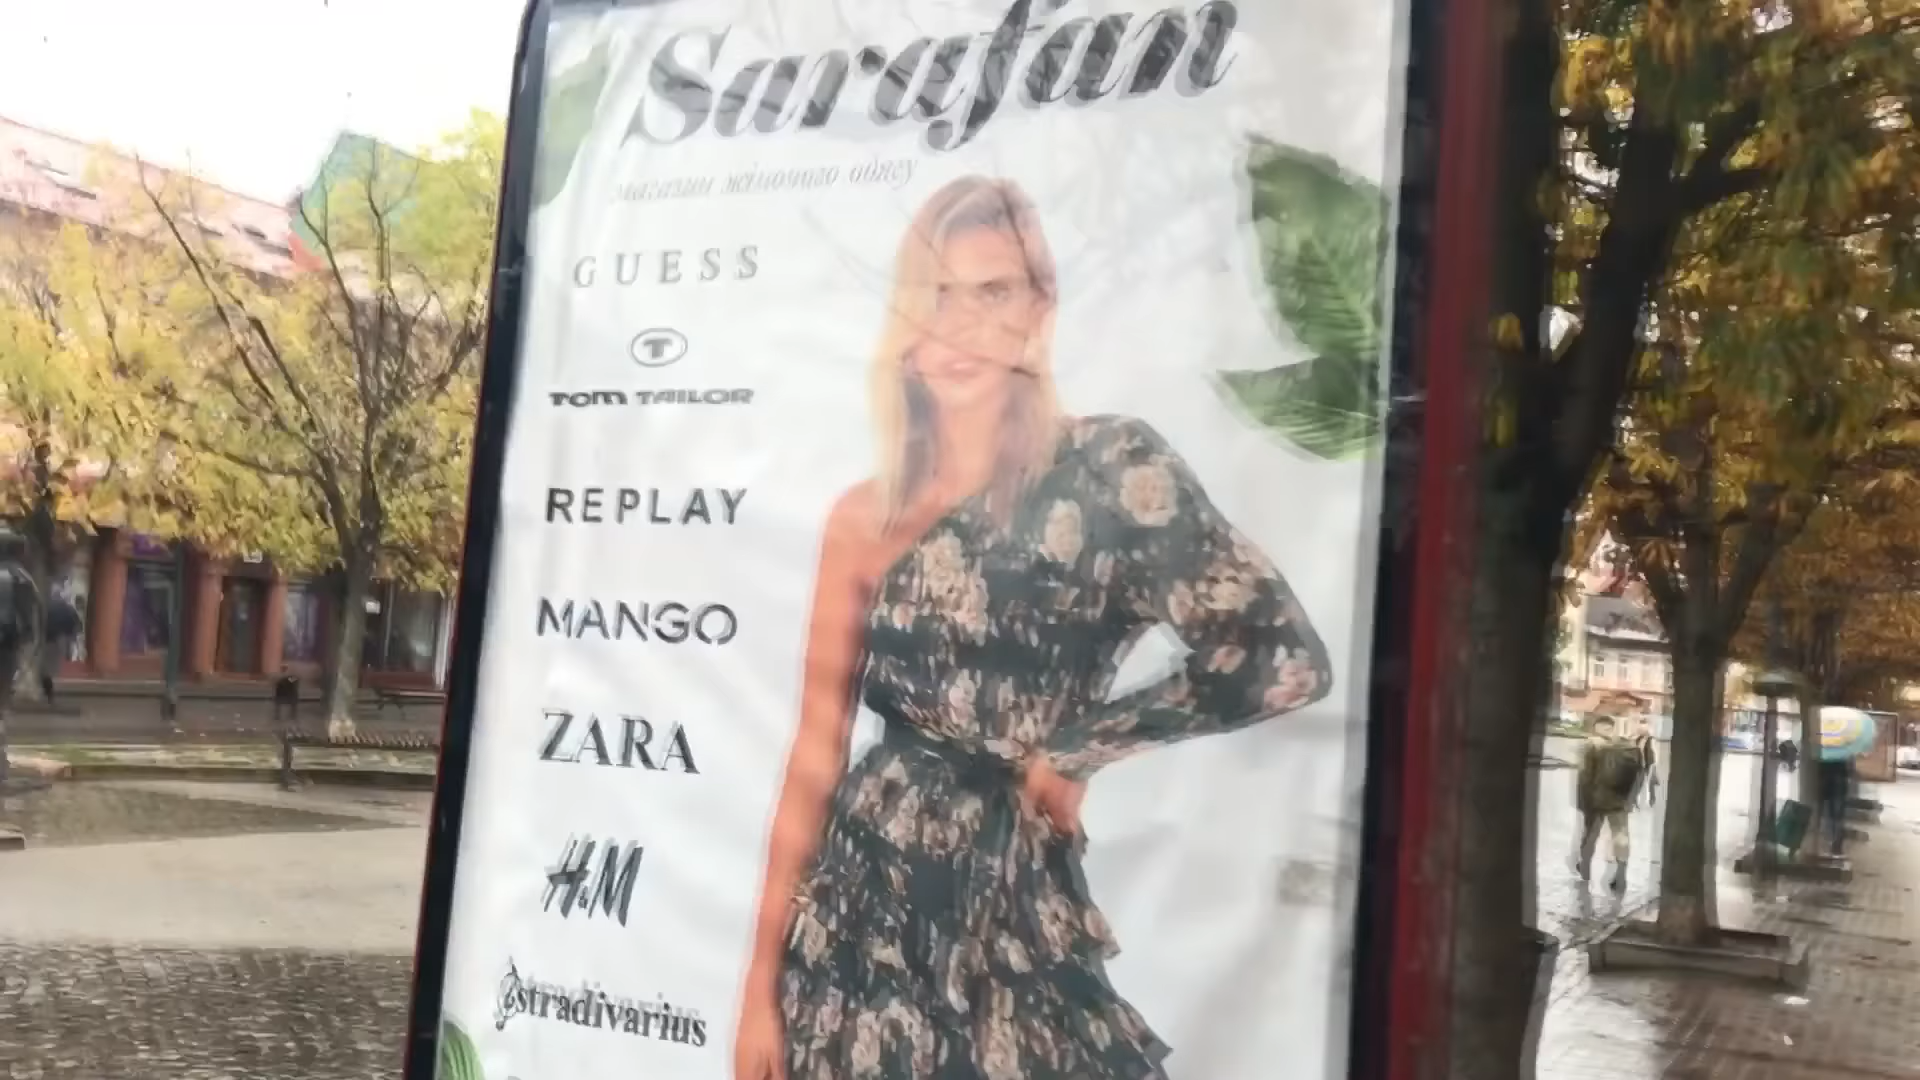 Sarafan
магазин жіночого одягу
GUESS
TOM TAILOR
REPLAY
MANGO
ZARA
H&M
stradivarius